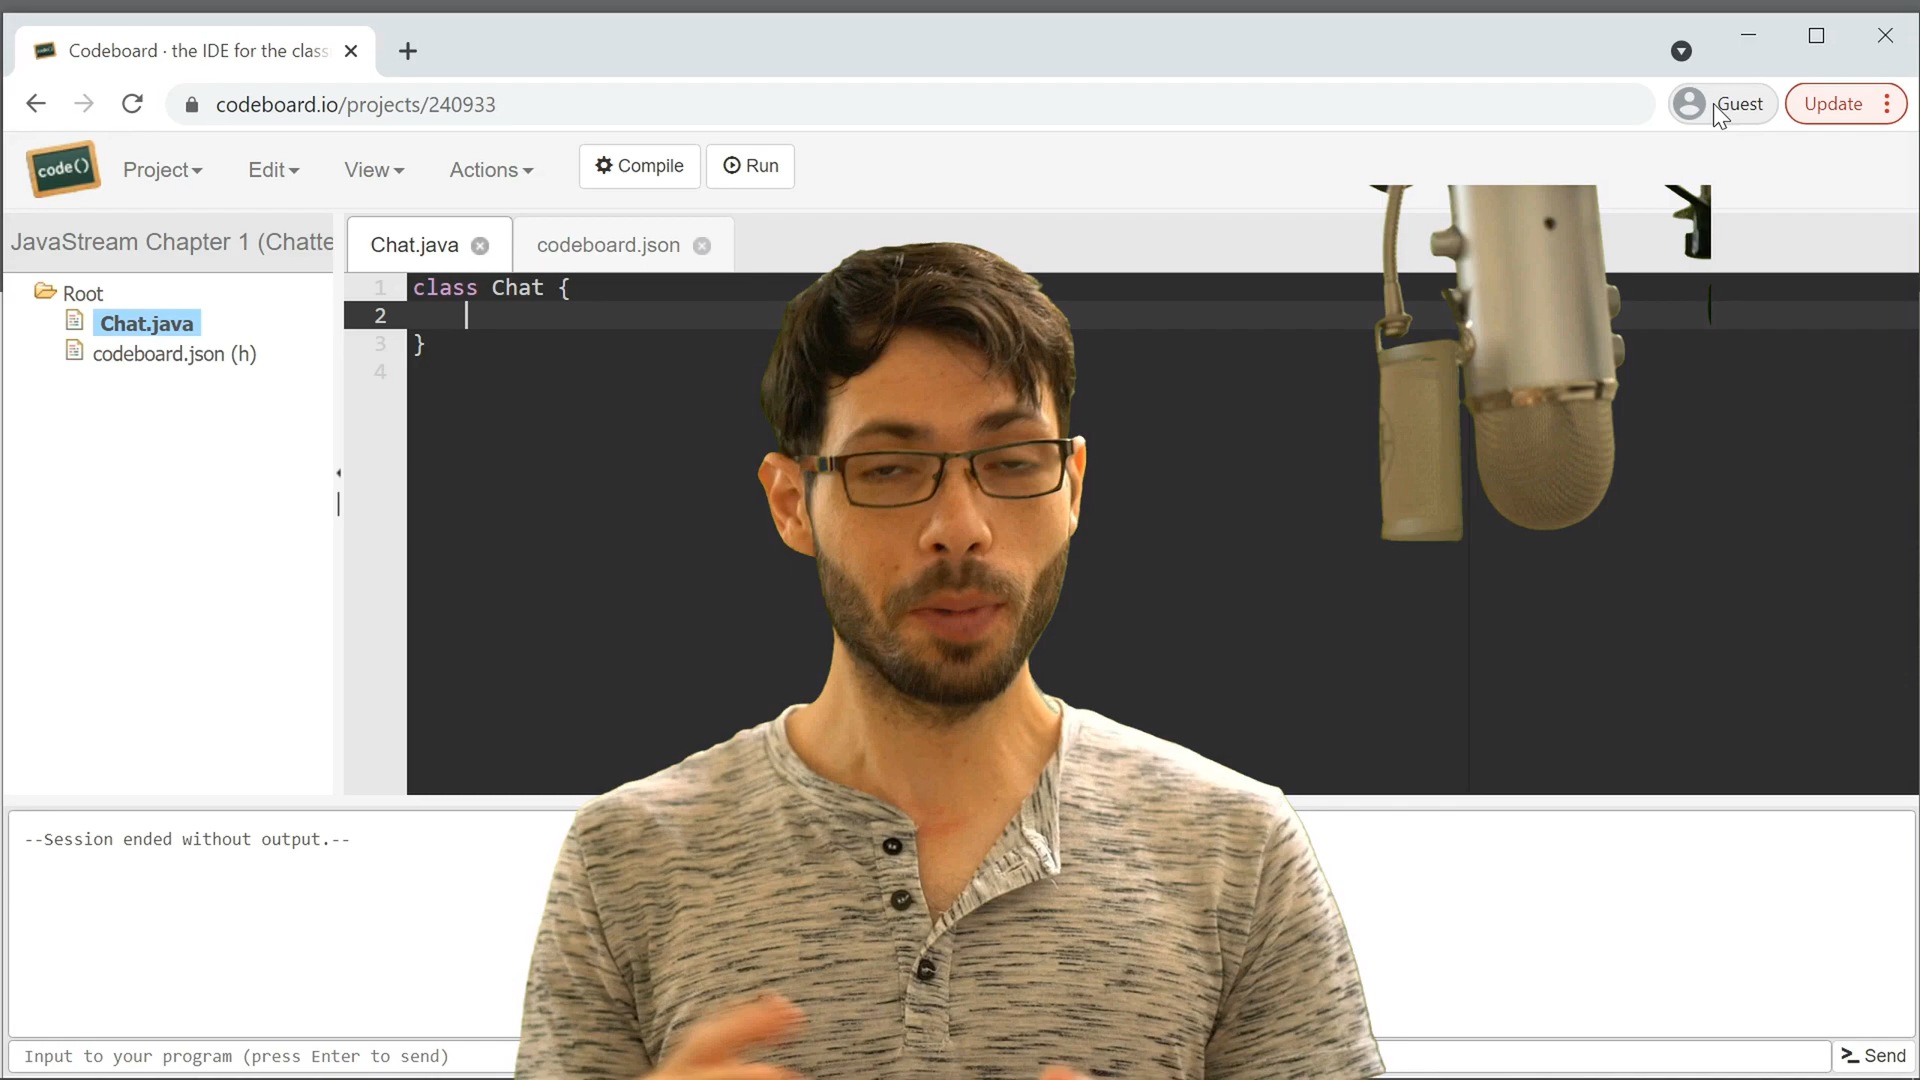 Codeboard · the IDE for the class
codeboard.io/projects/240933
Guest
Update
code()
Project
Edit
View
Actions
Compile
Run
JavaStream Chapter 1 (Chatte
Chat.java
codeboard.json
Root
Chat.java
codeboard.json (h)
1 class Chat {
2
3 }
4
--Session ended without output.--
Input to your program (press Enter to send)
Send